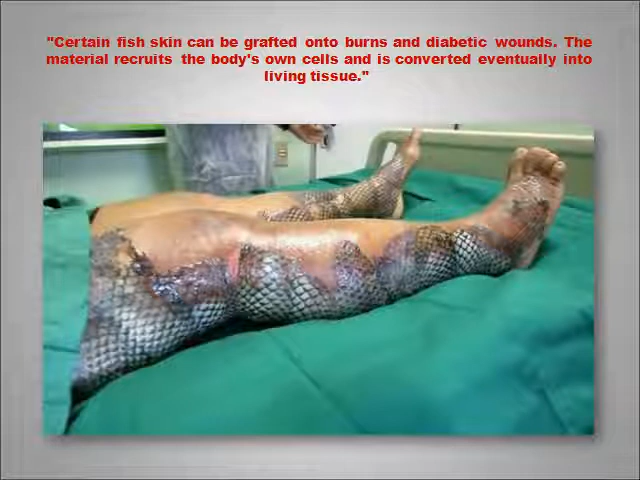 "Certain fish skin can be grafted onto burns and diabetic wounds. The
material recruits the body's own cells and is converted eventually into
living tissue."